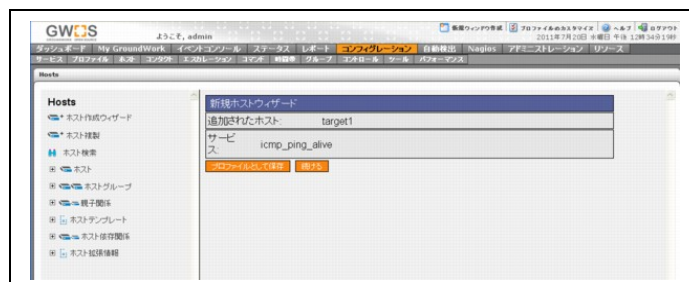 GWOS
ようこそ, admin
新規ウィンドウ作成 プロファイルのカスタマイズ ヘルプ ログアウト
2011年7月20日 水曜日 午後 12時34分19秒
ダッシュボード My GroundWork イベントコンソール ステータス レポート コンフィグレーション 自動検出 Nagios アドミニストレーション リソース
サービス プロファイル ホスト コンタクト エスカレーション コマンド 時間帯 グループ コントロール ツール パフォーマンス
Hosts
Hosts
ホスト作成ウィザード
ホスト複製
ホスト検索
ホスト
ホストグループ
親子関係
ホストテンプレート
ホスト依存関係
ホスト拡張情報
新規ホストウィザード
追加されたホスト: target1
サービス: icmp_ping_alive
プロファイルとして保存 続ける